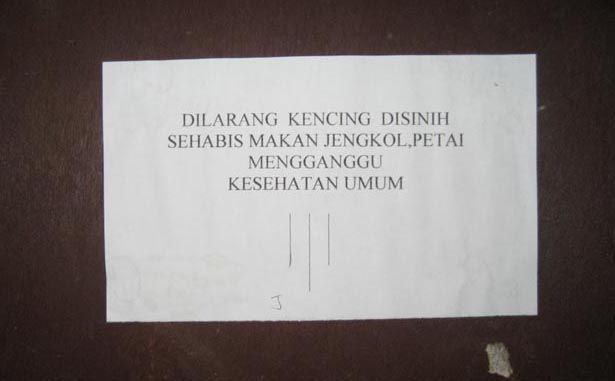 DILARANG KENCING DISINIH
SEHABIS MAKAN JENGKOL,PETAI
MENGGANGGU
KESEHATAN UMUM
J